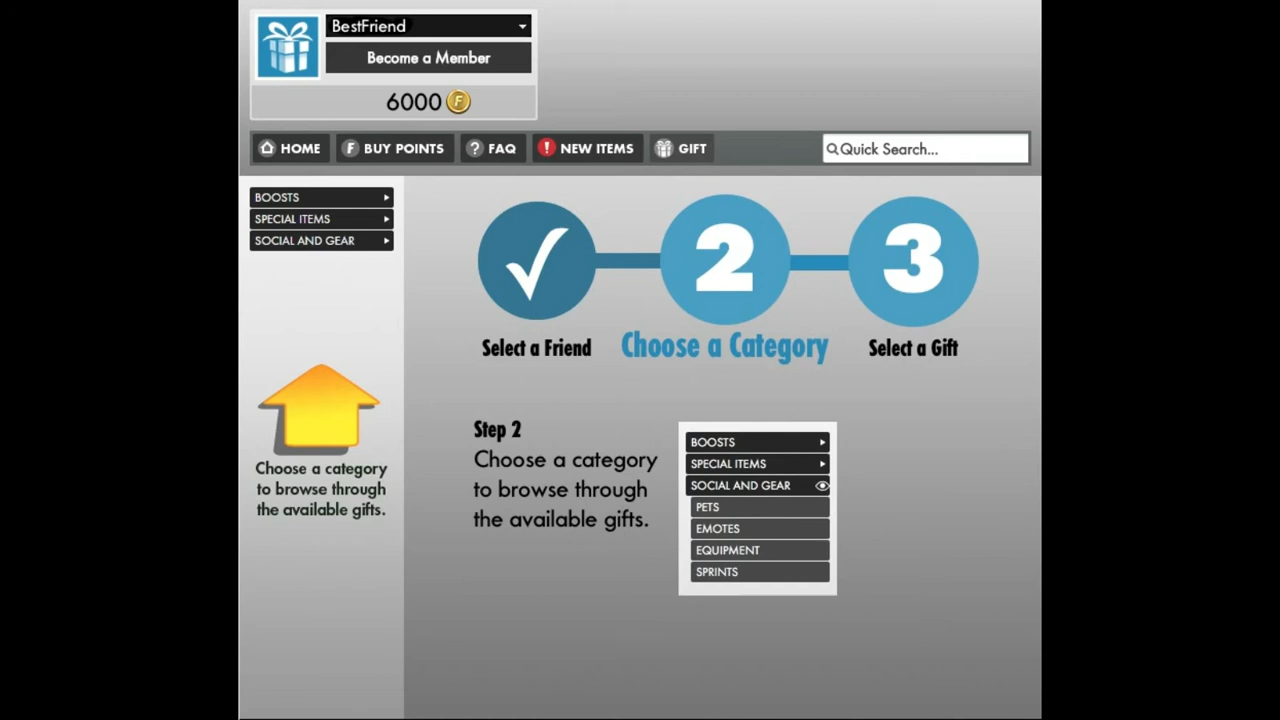 BestFriend
Become a Member
6000 F
HOME
F BUY POINTS
? FAQ
! NEW ITEMS
GIFT
Quick Search...
BOOSTS
SPECIAL ITEMS
SOCIAL AND GEAR
2
3
Select a Friend
Choose a Category
Select a Gift
Choose a category
to browse through
the available gifts.
Step 2
Choose a category
to browse through
the available gifts.
BOOSTS
SPECIAL ITEMS
SOCIAL AND GEAR
PETS
EMOTES
EQUIPMENT
SPRINTS